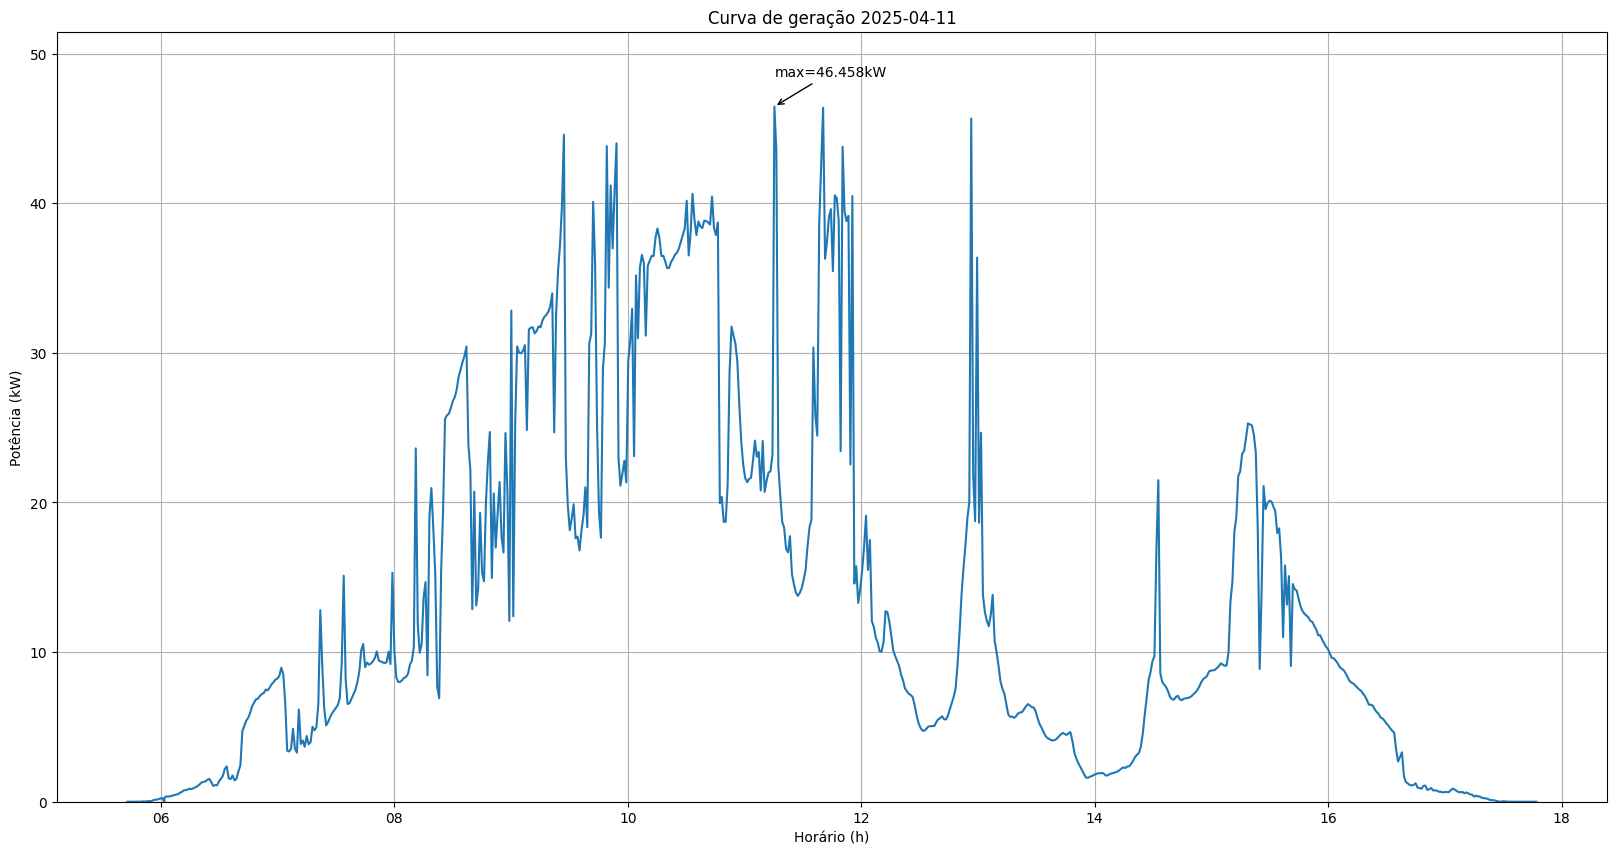 Curva de geração 2025-04-11
50
max=46.458kW
40
30
Potência (kW)
20
10
0
06 08 10 12 14 16 18
Horário (h)